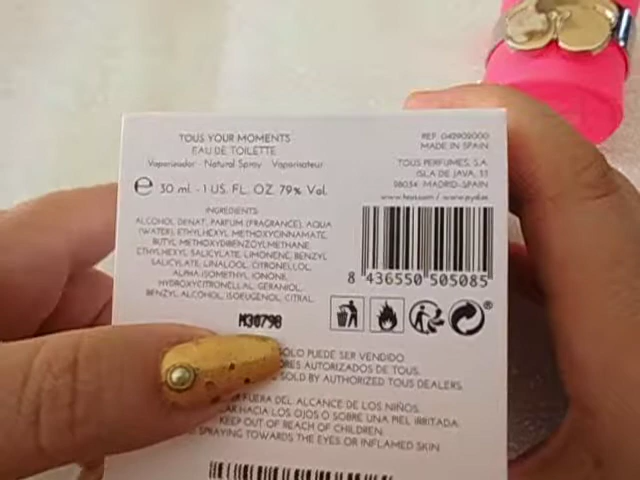 TOUS YOUR MOMENTS
EAU DE TOILETTE
Vaporizador - Natural Spray - Vaporisateur
e 30 ml. - 1 US. FL. OZ 79% Vol.
INGREDIENTS:
ALCOHOL DENAT, PARFUM (FRAGRANCE), AQUA
(WATER), ETHYLHEXYL METHOXYCINNAMATE,
BUTYL METHOXYDIBENZOYLMETHANE,
ETHYLHEXYL SALICYLATE, LIMONENE, BENZYL
SALICYLATE, LINALOOL, CITRONELLOL,
ALPHA-ISOMETHYL IONONE,
HYDROXYCITRONELLAL, GERANIOL,
BENZYL ALCOHOL, ISOEUGENOL, CITRAL.
M30798
REF. 042909000
MADE IN SPAIN
TOUS PERFUMES, S.A.
ISLA DE JAVA, 33
28034 MADRID-SPAIN
8 436550 505085
®
SOLO PUEDE SER VENDIDO
AUTORIZADOS DE TOUS.
SOLD BY AUTHORIZED TOUS DEALERS.
FUERA DEL ALCANCE DE LOS NIÑOS.
HACIA LOS OJOS O SOBRE UNA PIEL IRRITADA.
KEEP OUT OF REACH OF CHILDREN.
SPRAYING TOWARDS THE EYES OR INFLAMED SKIN